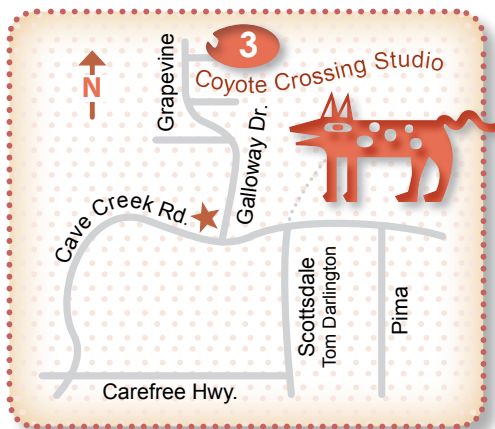 3
Coyote Crossing Studio
N
Grapevine
Galloway Dr.
Cave Creek Rd.
Scottsdale
Tom Darlington
Pima
Carefree Hwy.